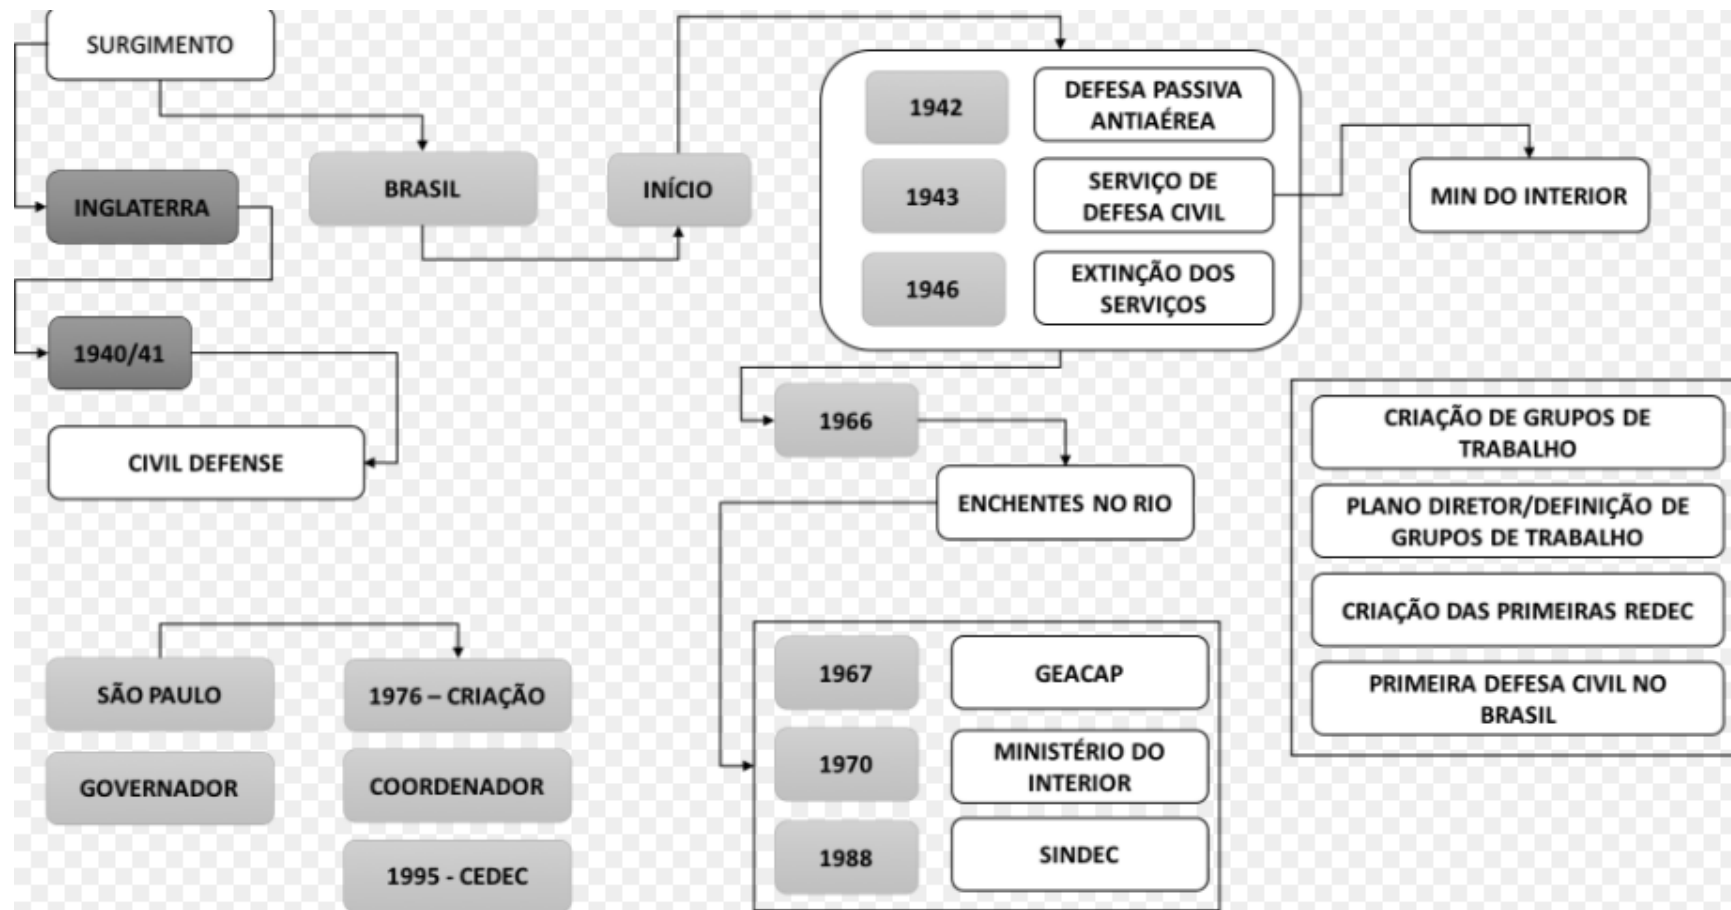 SURGIMENTO
INGLATERRA
1940/41
CIVIL DEFENSE
BRASIL
INÍCIO
1942
DEFESA PASSIVA
ANTIAÉREA
1943
SERVIÇO DE
DEFESA CIVIL
1946
EXTINÇÃO DOS
SERVIÇOS
MIN DO INTERIOR
1966
ENCHENTES NO RIO
CRIAÇÃO DE GRUPOS DE
TRABALHO
PLANO DIRETOR/DEFINIÇÃO DE
GRUPOS DE TRABALHO
CRIAÇÃO DAS PRIMEIRAS REDEC
PRIMEIRA DEFESA CIVIL NO
BRASIL
1967
GEACAP
1970
MINISTÉRIO DO
INTERIOR
1988
SINDEC
SÃO PAULO
GOVERNADOR
1976 – CRIAÇÃO
COORDENADOR
1995 - CEDEC